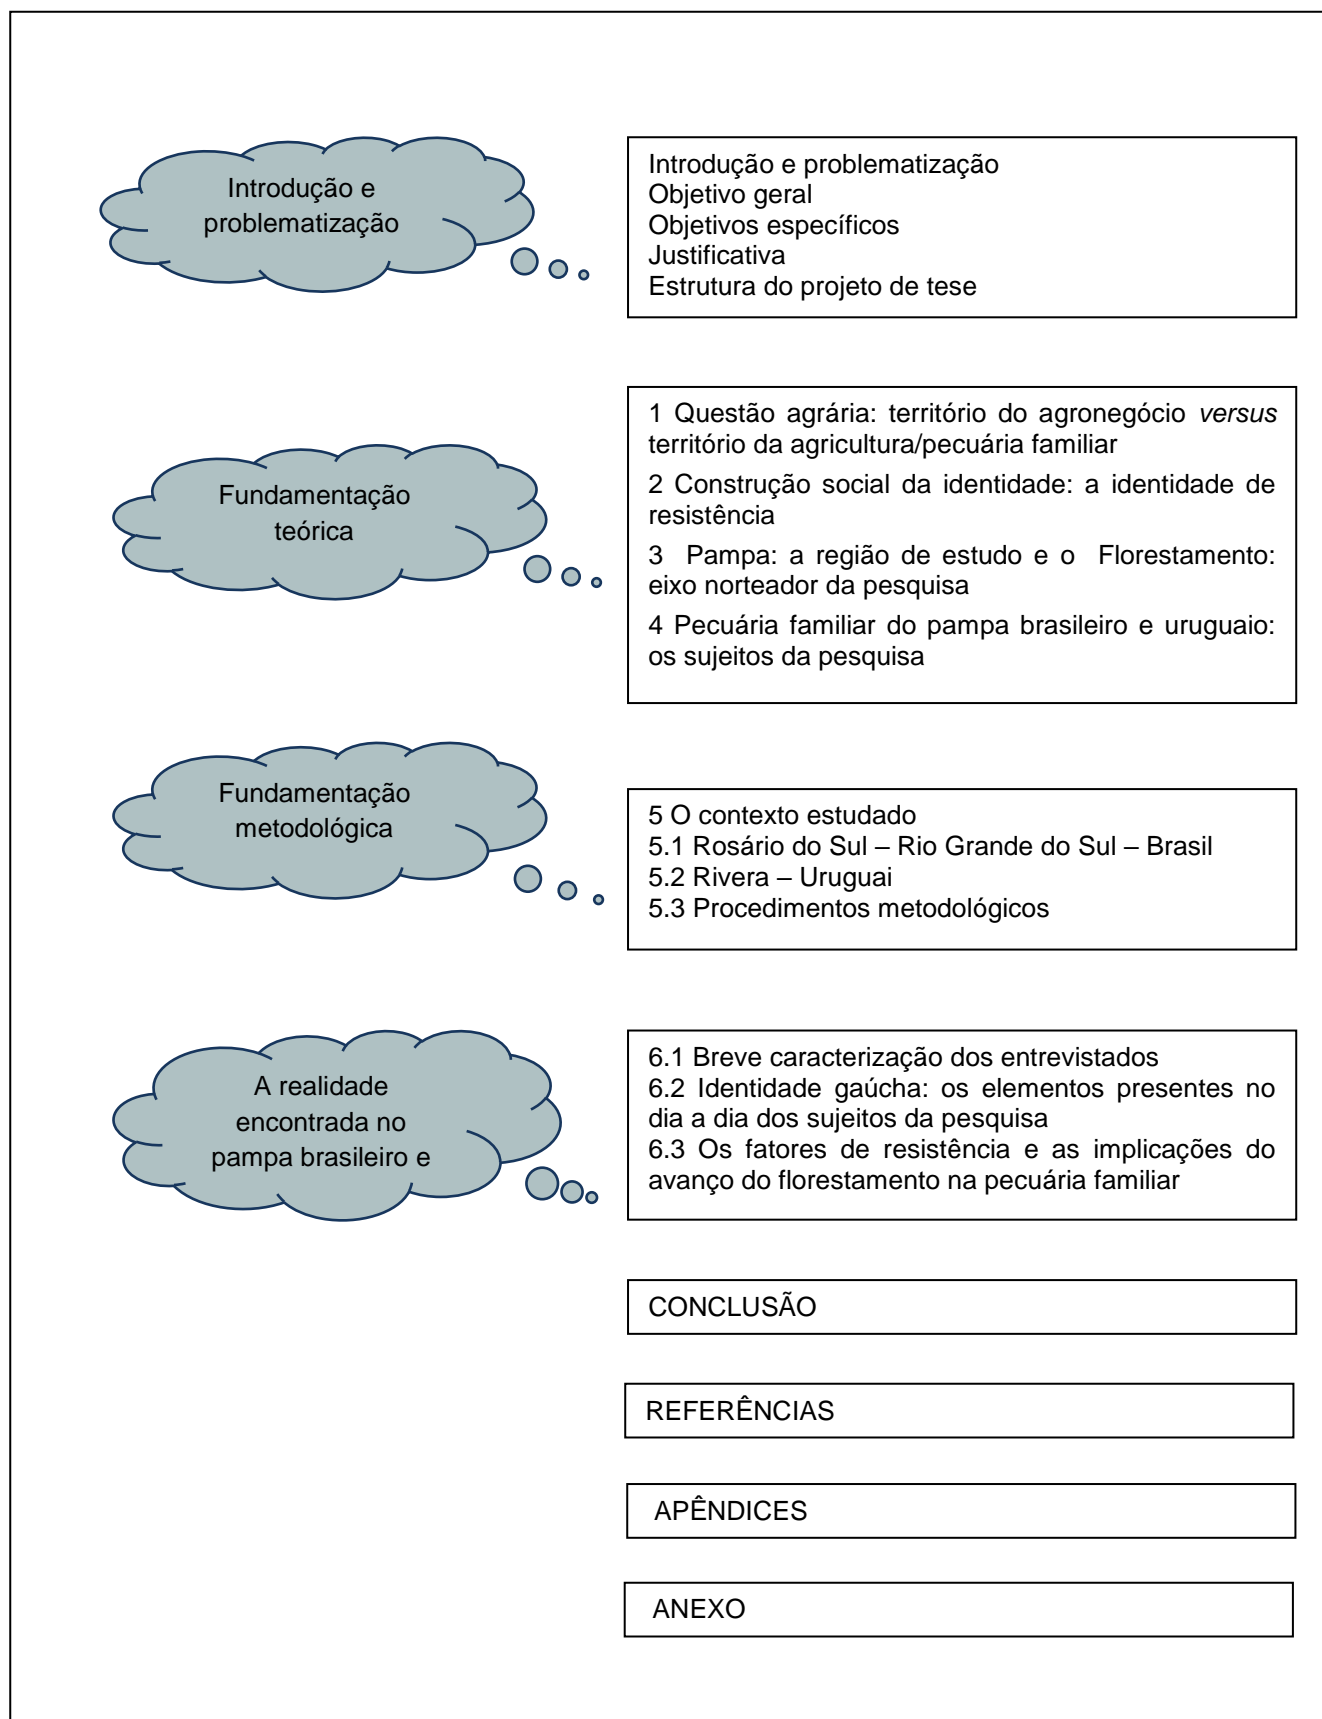 Introdução e
problematização
Introdução e problematização
Objetivo geral
Objetivos específicos
Justificativa
Estrutura do projeto de tese
Fundamentação
teórica
1 Questão agrária: território do agronegócio versus
território da agricultura/pecuária familiar
2 Construção social da identidade: a identidade de
resistência
3 Pampa: a região de estudo e o Florestamento:
eixo norteador da pesquisa
4 Pecuária familiar do pampa brasileiro e uruguaio:
os sujeitos da pesquisa
Fundamentação
metodológica
5 O contexto estudado
5.1 Rosário do Sul – Rio Grande do Sul – Brasil
5.2 Rivera – Uruguai
5.3 Procedimentos metodológicos
A realidade
encontrada no
pampa brasileiro e
6.1 Breve caracterização dos entrevistados
6.2 Identidade gaúcha: os elementos presentes no
dia a dia dos sujeitos da pesquisa
6.3 Os fatores de resistência e as implicações do
avanço do florestamento na pecuária familiar
CONCLUSÃO
REFERÊNCIAS
APÊNDICES
ANEXO